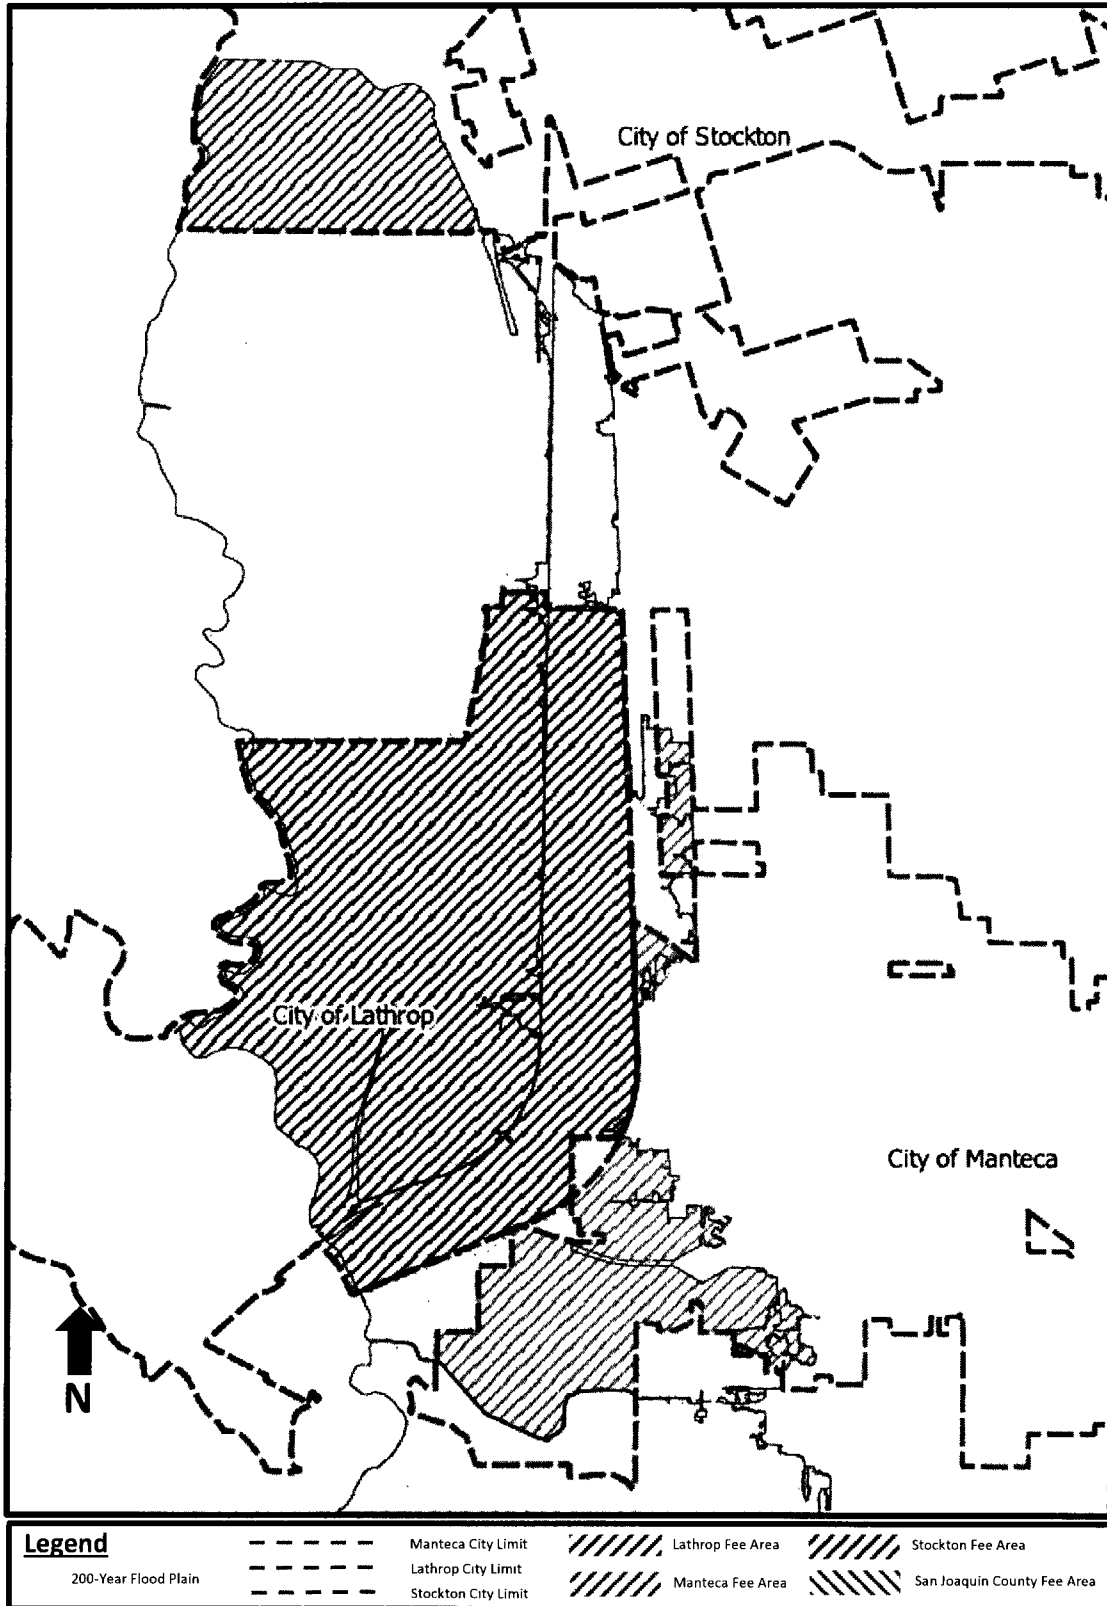 City of Stockton
City of Lathrop
City of Manteca
N
Legend
200-Year Flood Plain
Manteca City Limit
Lathrop City Limit
Stockton City Limit
Lathrop Fee Area
Manteca Fee Area
Stockton Fee Area
San Joaquin County Fee Area